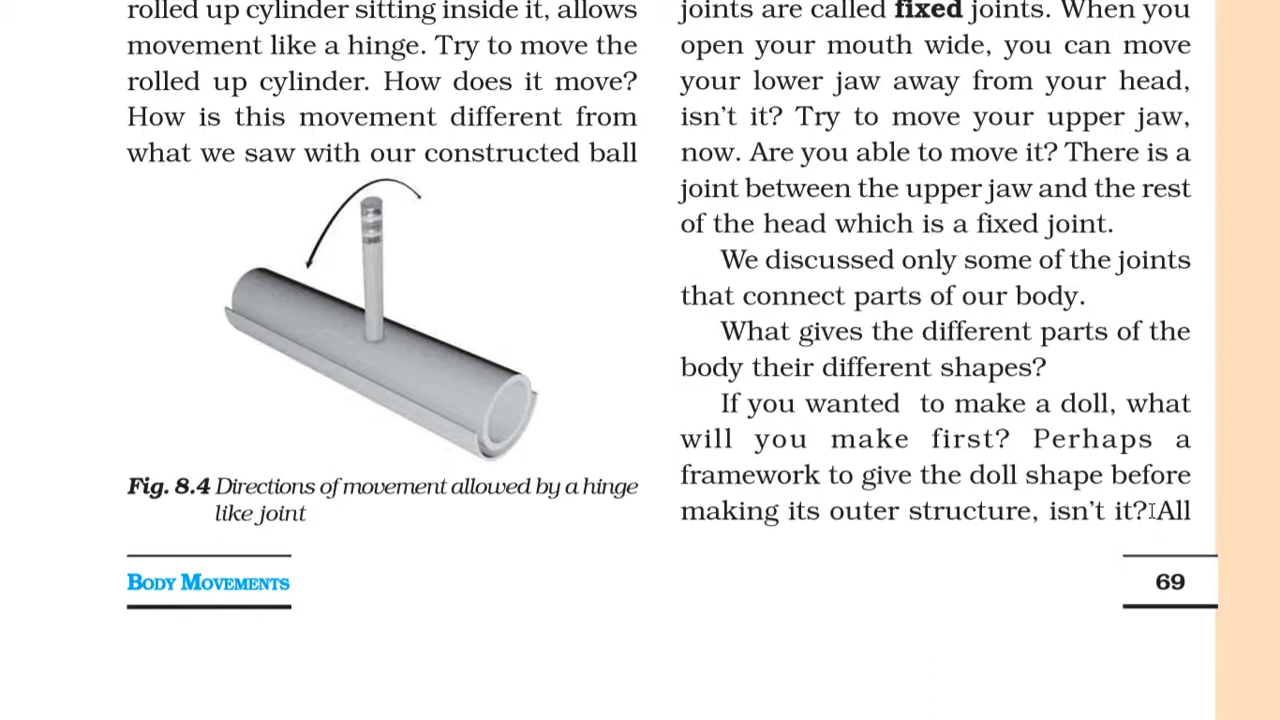 rolled up cylinder sitting inside it, allows
movement like a hinge. Try to move the
rolled up cylinder. How does it move?
How is this movement different from
what we saw with our constructed ball
Fig. 8.4 Directions of movement allowed by a hinge
like joint
joints are called fixed joints. When you
open your mouth wide, you can move
your lower jaw away from your head,
isn't it? Try to move your upper jaw,
now. Are you able to move it? There is a
joint between the upper jaw and the rest
of the head which is a fixed joint.
We discussed only some of the joints
that connect parts of our body.
What gives the different parts of the
body their different shapes?
If you wanted to make a doll, what
will you make first? Perhaps a
framework to give the doll shape before
making its outer structure, isn't it? All
BODY MOVEMENTS
69